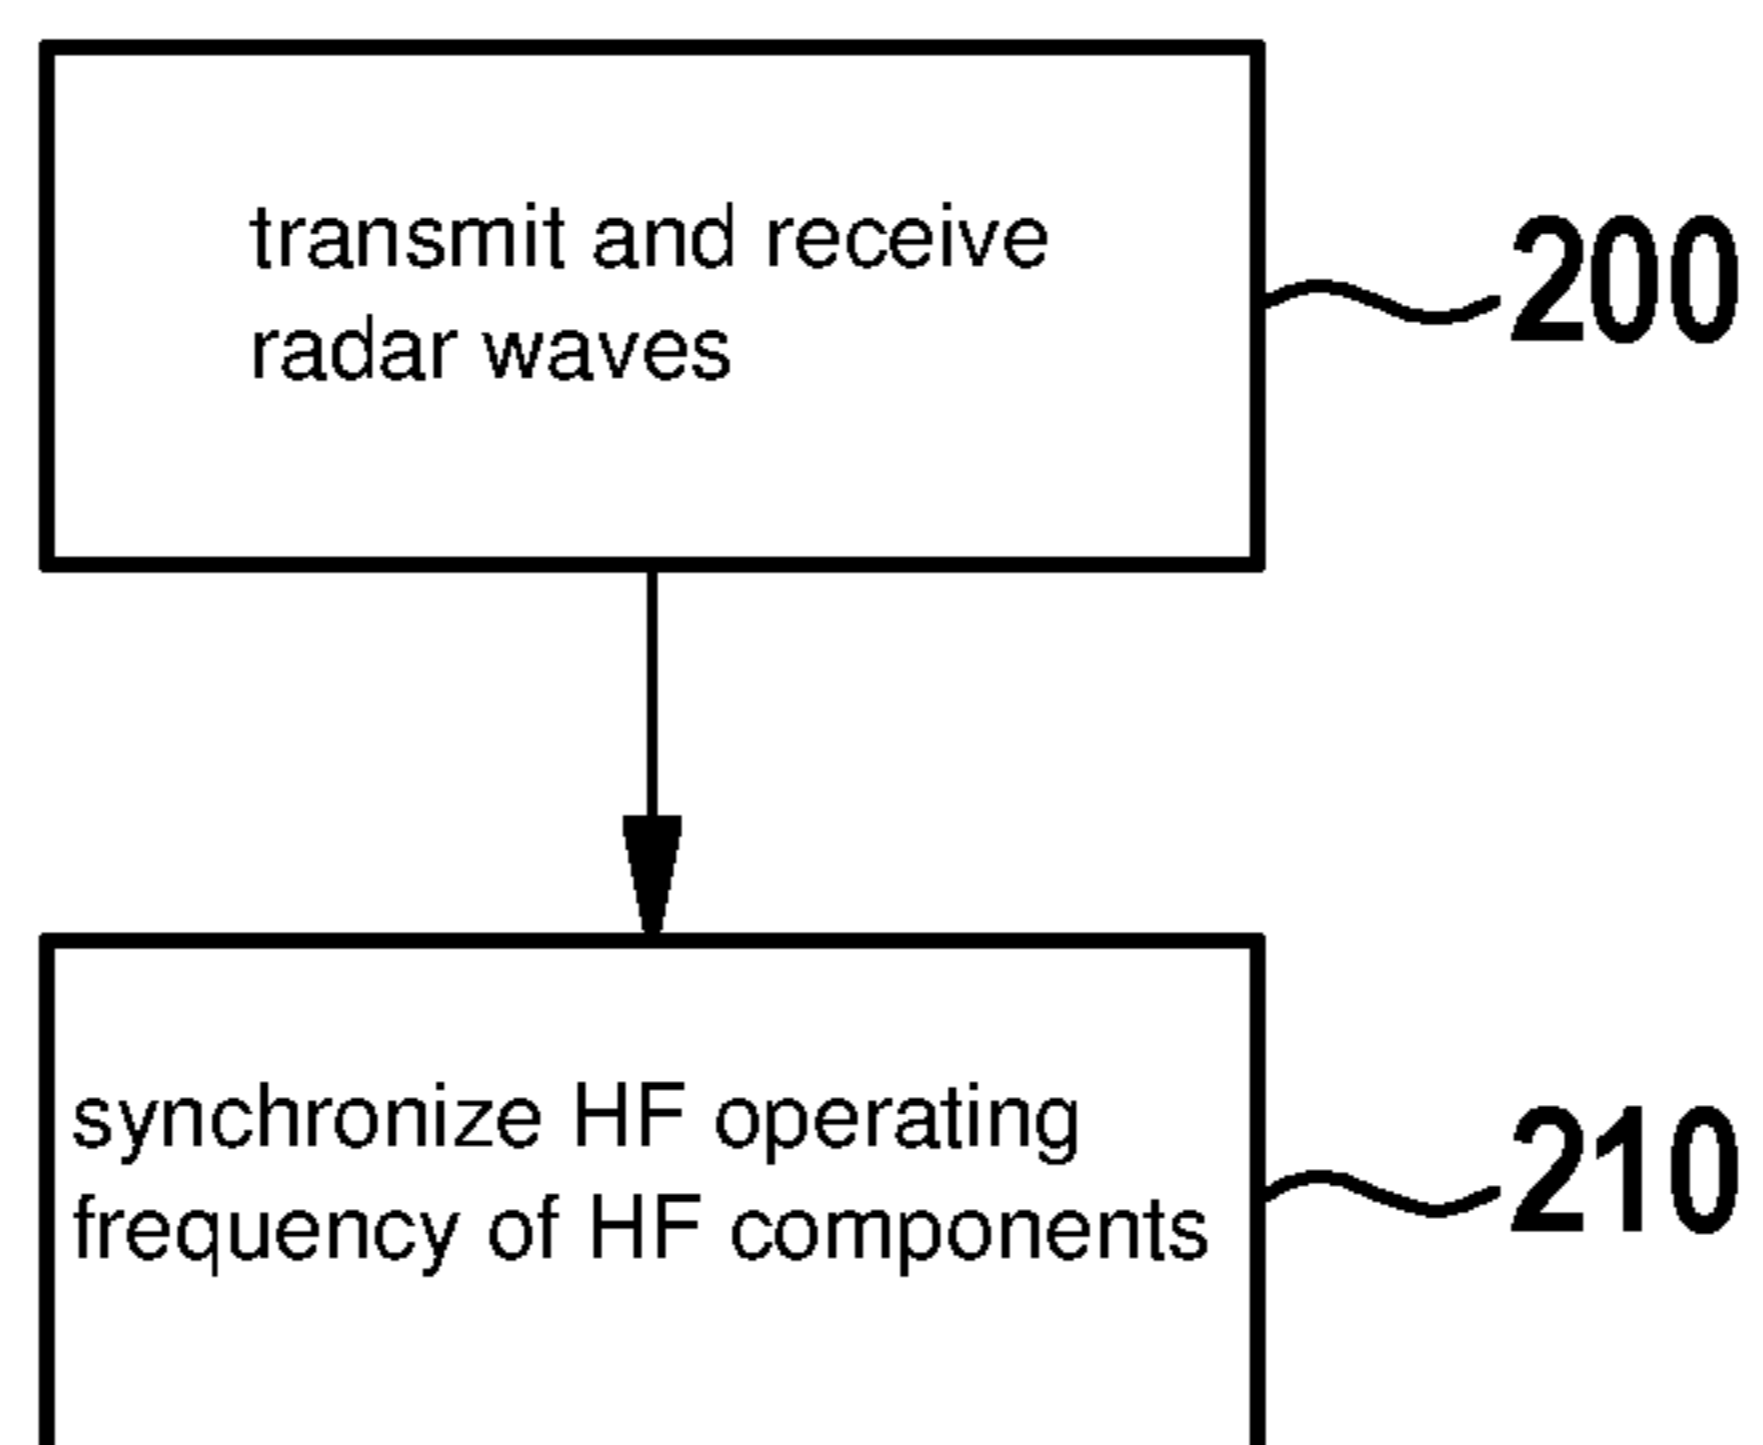 transmit and receive
radar waves
200
synchronize HF operating
frequency of HF components
210